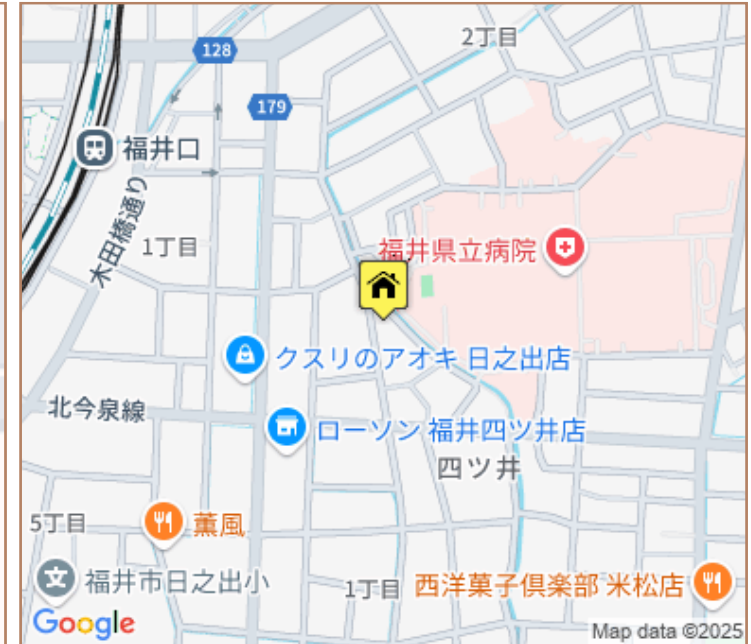 2丁目
128
179
福井口
木田橋通り
1丁目
福井県立病院
クスリのアオキ 日之出店
北今泉線
ローソン 福井四ツ井店
四ツ井
5丁目
薫風
文
福井市日之出小
1丁目
西洋菓子倶楽部 米松店
Google
Map data ©2025